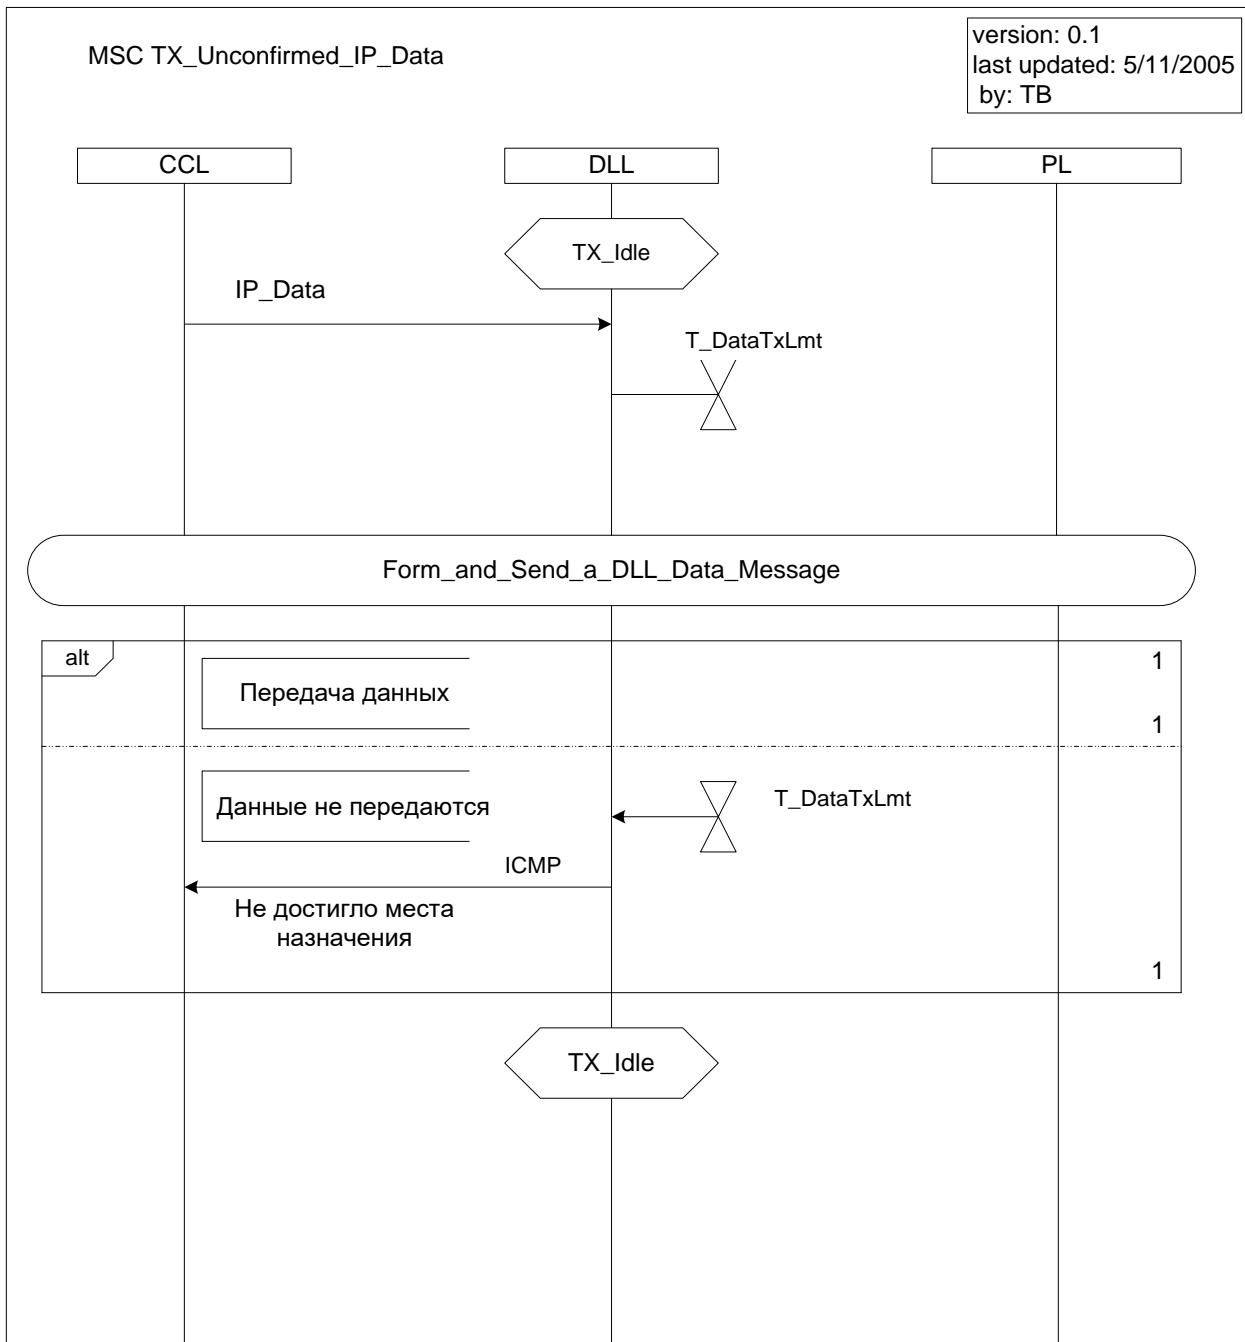 MSC TX_Unconfirmed_IP_Data
version: 0.1
last updated: 5/11/2005
by: TB
CCL
DLL
PL
TX_Idle
IP_Data
T_DataTxLmt
Form_and_Send_a_DLL_Data_Message
alt
1
Передача данных
1
Данные не передаются
T_DataTxLmt
ICMP
Не достигло места
назначения
1
TX_Idle